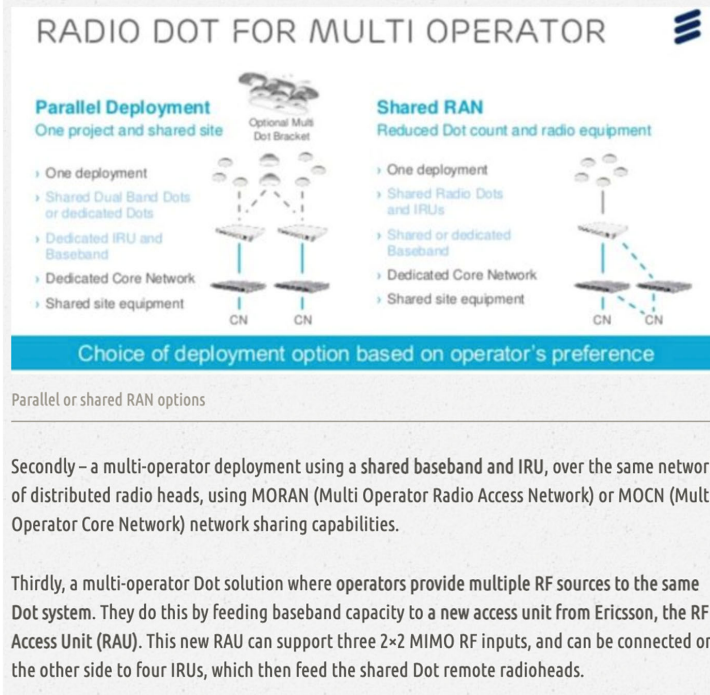 RADIO DOT FOR MULTI OPERATOR
Parallel Deployment
One project and shared site
Optional Multi
Dot Bracket
› One deployment
› Shared Dual Band Dots
or dedicated Dots
› Dedicated IRU and
Baseband
› Dedicated Core Network
› Shared site equipment
CN CN
Shared RAN
Reduced Dot count and radio equipment
› One deployment
› Shared Radio Dots
and IRUs
› Shared or dedicated
Baseband
› Dedicated Core Network
› Shared site equipment
CN CN
Choice of deployment option based on operator's preference
Parallel or shared RAN options
Secondly – a multi-operator deployment using a shared baseband and IRU, over the same networ
of distributed radio heads, using MORAN (Multi Operator Radio Access Network) or MOCN (Mult
Operator Core Network) network sharing capabilities.
Thirdly, a multi-operator Dot solution where operators provide multiple RF sources to the same
Dot system. They do this by feeding baseband capacity to a new access unit from Ericsson, the RF
Access Unit (RAU). This new RAU can support three 2×2 MIMO RF inputs, and can be connected on
the other side to four IRUs, which then feed the shared Dot remote radioheads.